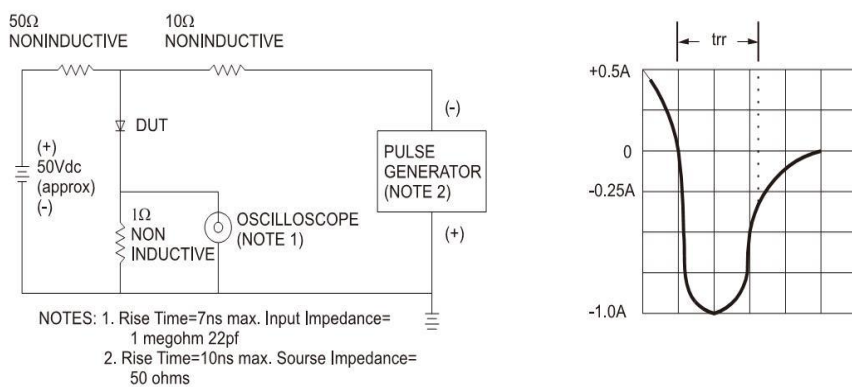 50Ω
NONINDUCTIVE
10Ω
NONINDUCTIVE
DUT
(+)
50Vdc
(approx)
(-)
1Ω
NON
INDUCTIVE
OSCILLOSCOPE
(NOTE 1)
(-)
PULSE
GENERATOR
(NOTE 2)
(+)
NOTES: 1. Rise Time=7ns max. Input Impedance=
1 megohm 22pf
2. Rise Time=10ns max. Sourse Impedance=
50 ohms
trr
+0.5A
0
-0.25A
-1.0A